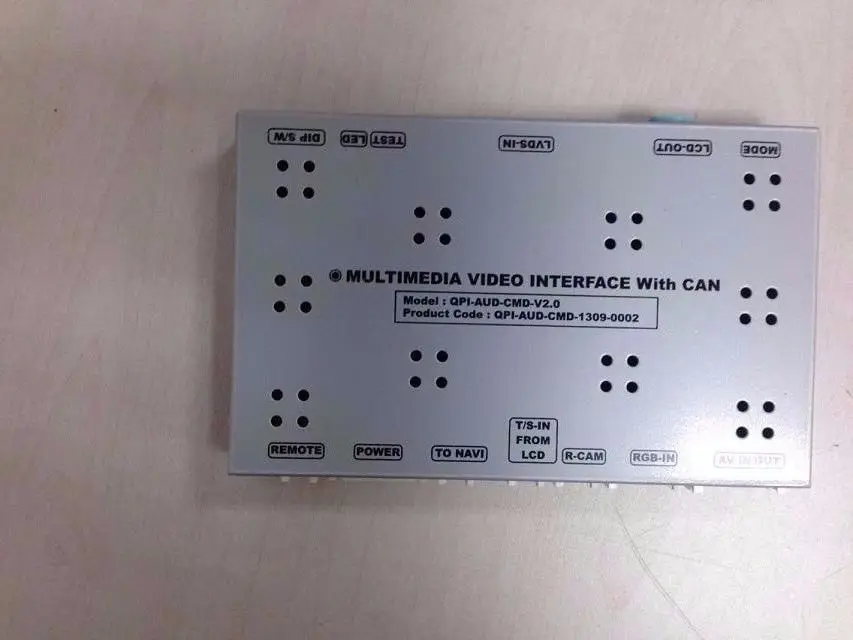 DIP S/W
LED
TEST
LVDS-IN
LCD-OUT
MODE
MULTIMEDIA VIDEO INTERFACE With CAN
Model : QPI-AUD-CMD-V2.0
Product Code : QPI-AUD-CMD-1309-0002
REMOTE
POWER
TO NAVI
T/S-IN
FROM
LCD
R-CAM
RGB-IN
AV IN OUT